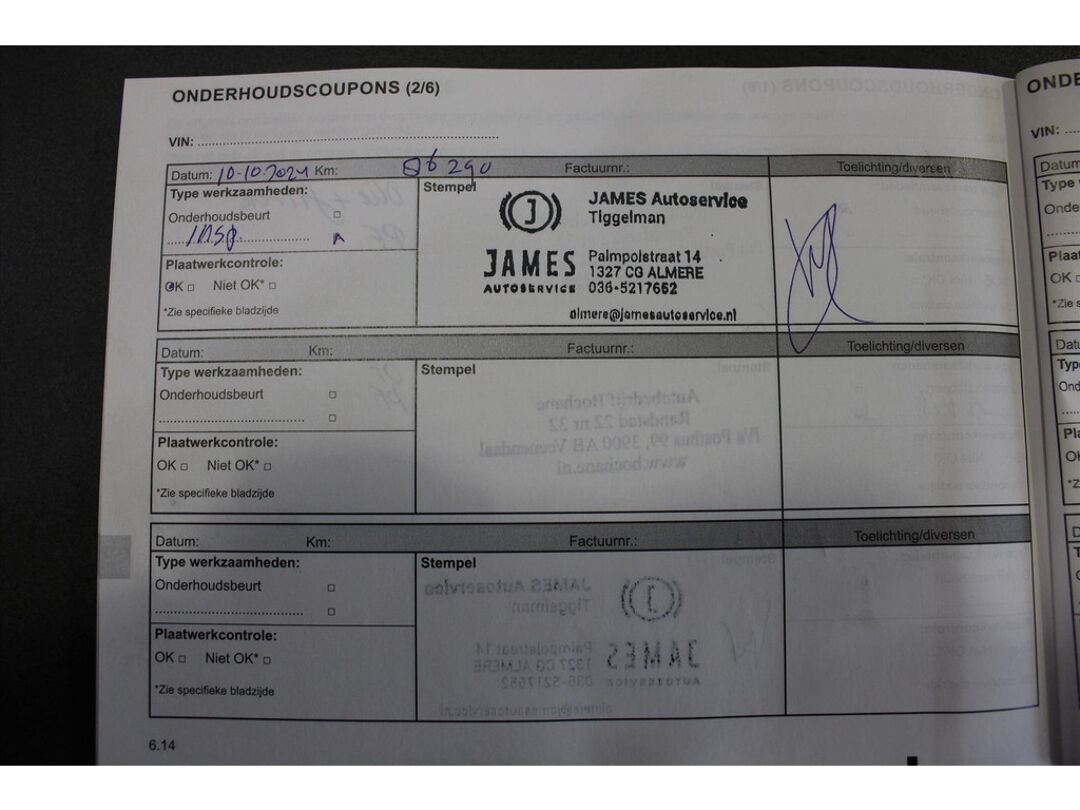 ONDERHOUDSCOUPONS (2/6)
VIN:
Datum: 10-10-2024 Km: 86290 Factuurnr.: Toelichting/diversen
Type werkzaamheden:
Onderhoudsbeurt
insp.
Plaatwerkcontrole:
OK Niet OK*
*Zie specifieke bladzijde
Stempel
JAMES Autoservice
Tiggelman
JAMES
AUTOSERVICE
Palmpolstraat 14
1327 CG ALMERE
036-5217652
almere@jamesautoservice.nl
Datum: Km: Factuurnr.: Toelichting/diversen
Type werkzaamheden:
Onderhoudsbeurt
Plaatwerkcontrole:
OK Niet OK*
*Zie specifieke bladzijde
Stempel
Datum: Km: Factuurnr.: Toelichting/diversen
Type werkzaamheden:
Onderhoudsbeurt
Plaatwerkcontrole:
OK Niet OK*
*Zie specifieke bladzijde
Stempel
6.14
VIN: